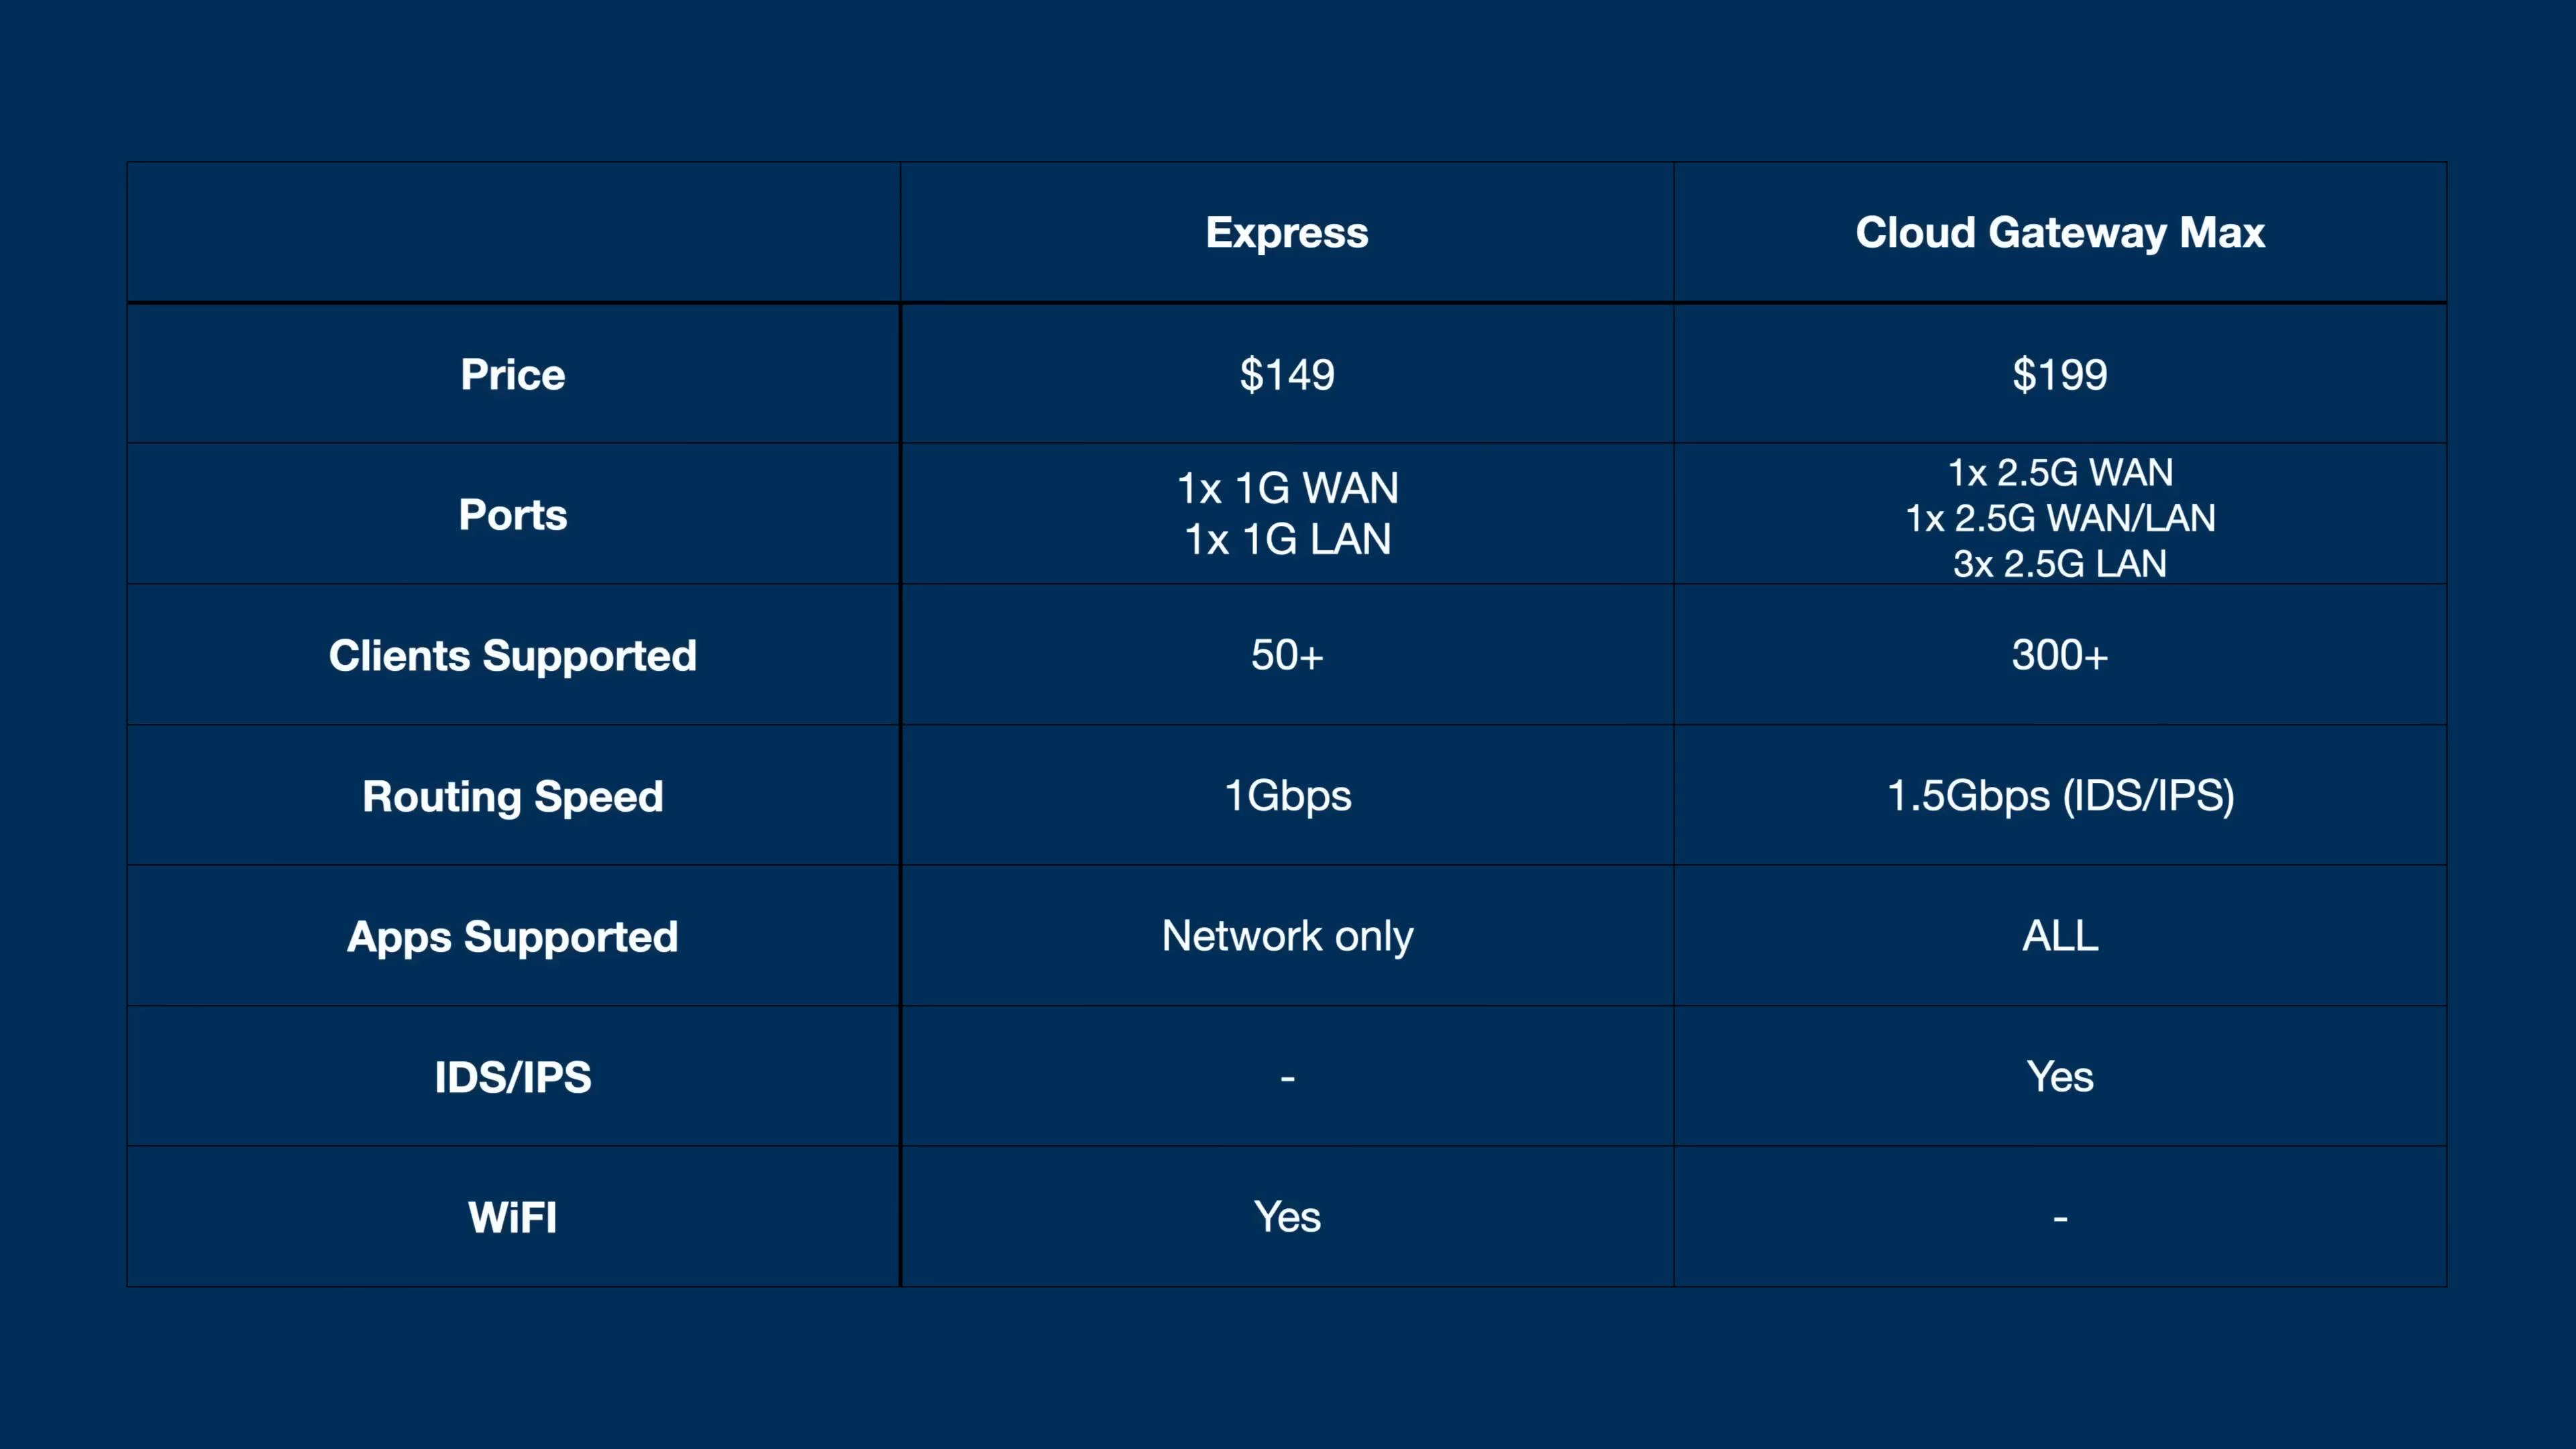 Express
Cloud Gateway Max
Price
$149
$199
Ports
1x 1G WAN
1x 1G LAN
1x 2.5G WAN
1x 2.5G WAN/LAN
3x 2.5G LAN
Clients Supported
50+
300+
Routing Speed
1Gbps
1.5Gbps (IDS/IPS)
Apps Supported
Network only
ALL
IDS/IPS
-
Yes
WiFI
Yes
-